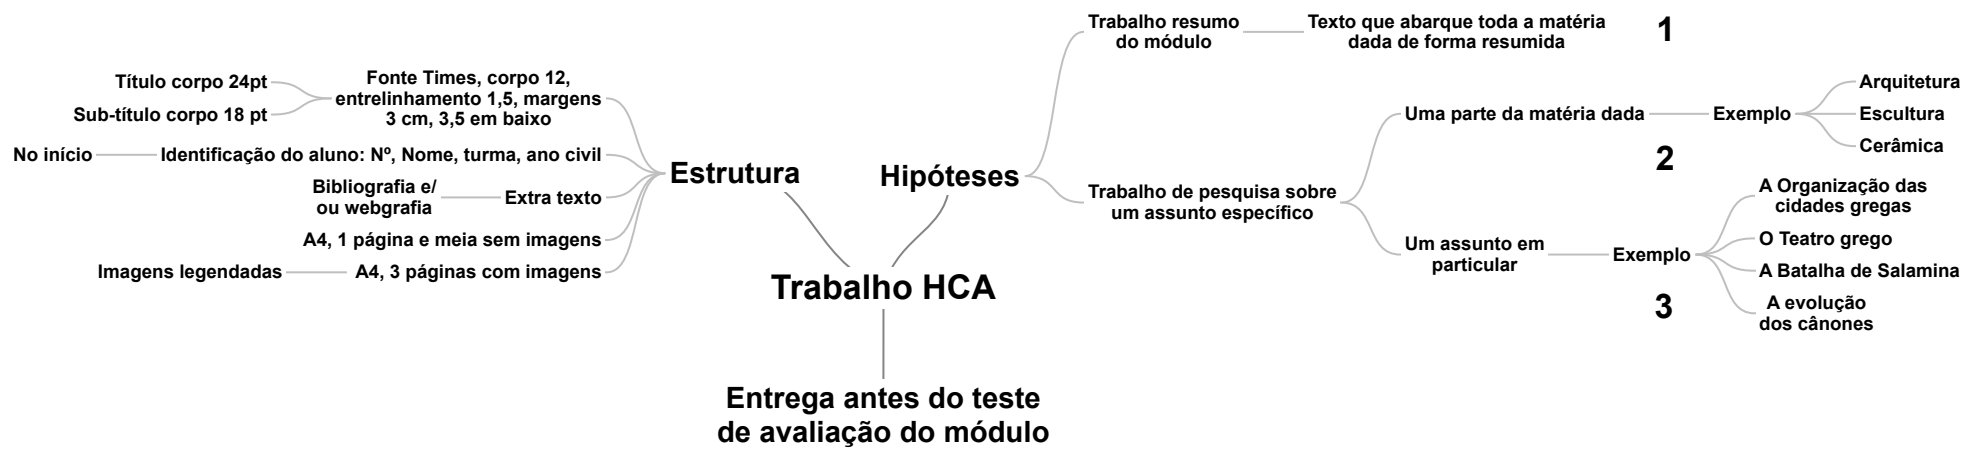 Trabalho HCA
Estrutura
Fonte Times, corpo 12,
entrelinhamento 1,5, margens
3 cm, 3,5 em baixo
Título corpo 24pt
Sub-título corpo 18 pt
Identificação do aluno: Nº, Nome, turma, ano civil
No início
Extra texto
Bibliografia e/
ou webgrafia
A4, 1 página e meia sem imagens
A4, 3 páginas com imagens
Imagens legendadas
Hipóteses
Trabalho resumo
do módulo
Texto que abarque toda a matéria
dada de forma resumida
1
Trabalho de pesquisa sobre
um assunto específico
Uma parte da matéria dada
Exemplo
Arquitetura
Escultura
Cerâmica
2
Um assunto em
particular
Exemplo
A Organização das
cidades gregas
O Teatro grego
A Batalha de Salamina
A evolução
dos cânones
3
Entrega antes do teste
de avaliação do módulo